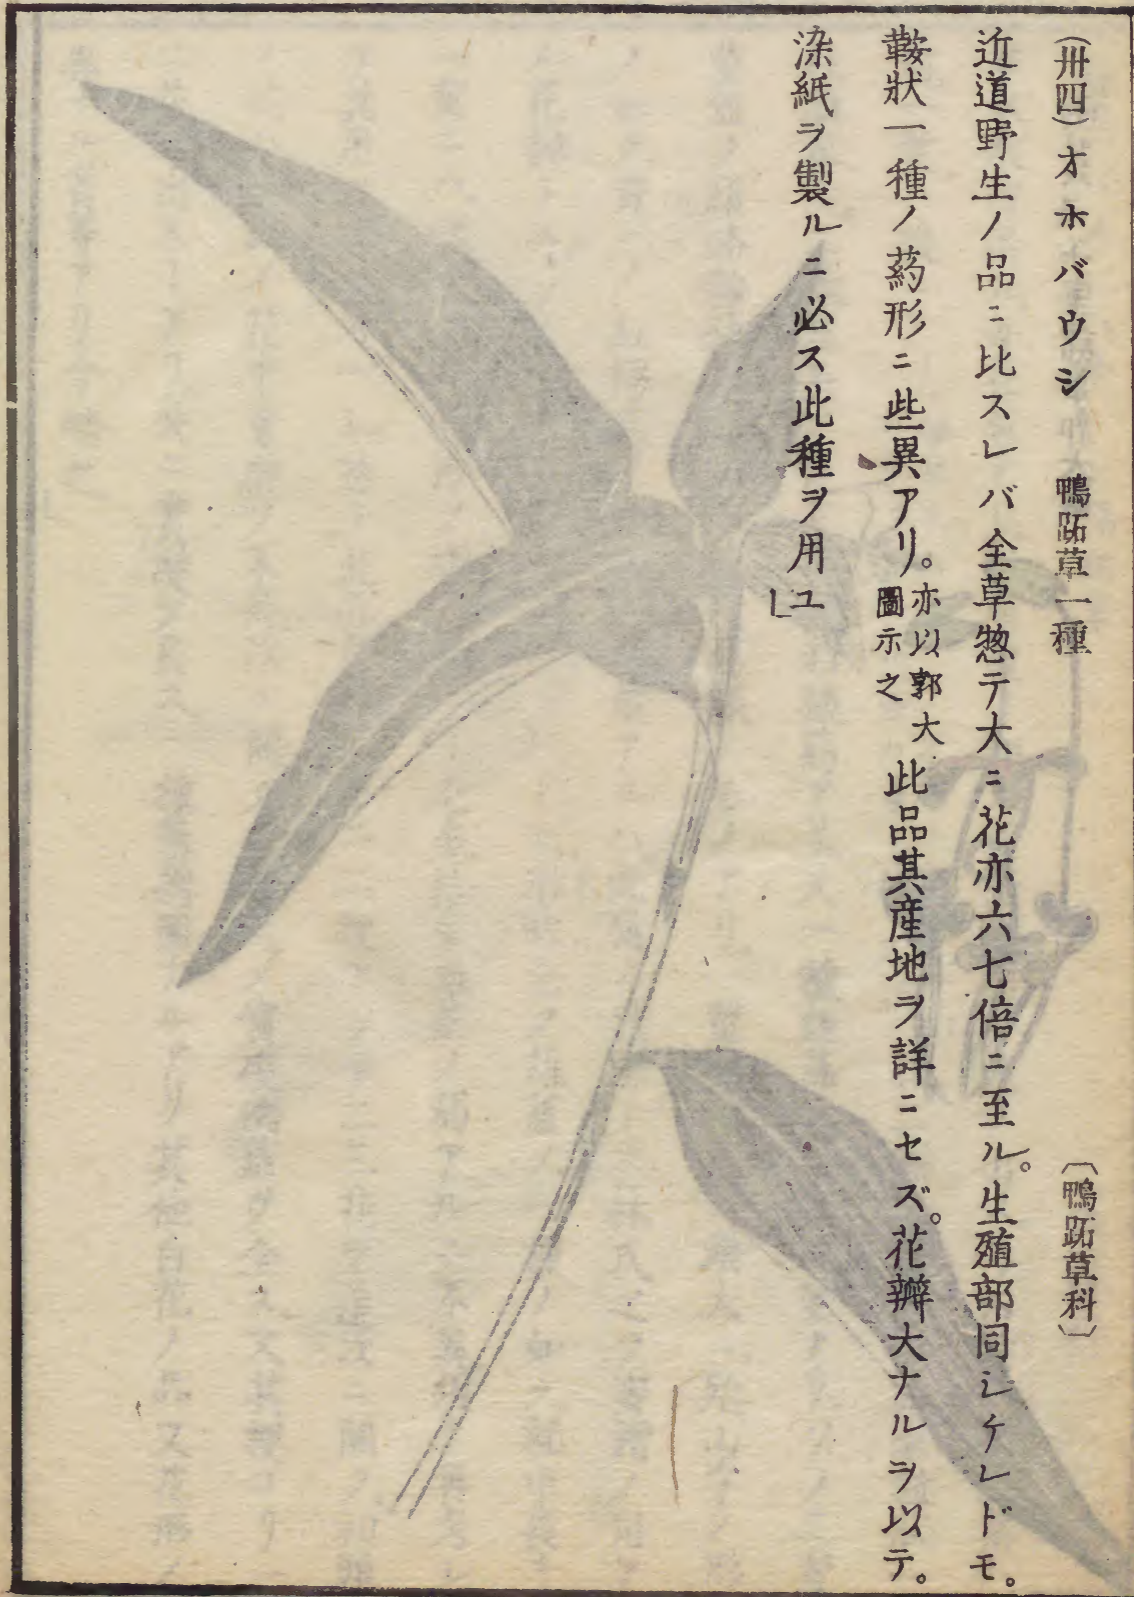 (卅四)オホバウシ 鴨跖草一種 〔鴨跖草科〕
近道野生ノ品ニ比スレバ全草惣テ大ニ花亦六七倍ニ至ル。生殖部同シケレドモ。
鞍狀一種ノ葯形ニ些異アリ。亦以郭大圖示之 此品其産地ヲ詳ニセズ。花瓣大ナルヲ以テ。
染紙ヲ製ルニ必ス此種ヲ用ユ」